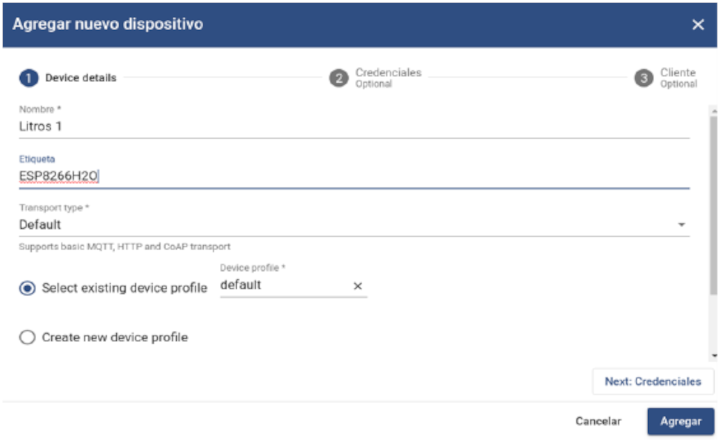 Agregar nuevo dispositivo
1 Device details
2 Credenciales
Optional
3 Cliente
Optional
Nombre *
Litros 1
Etiqueta
ESP8266H2O
Transport type *
Default
Supports basic MQTT, HTTP and CoAP transport
Select existing device profile
Device profile *
default
Create new device profile
Next: Credenciales
Cancelar
Agregar